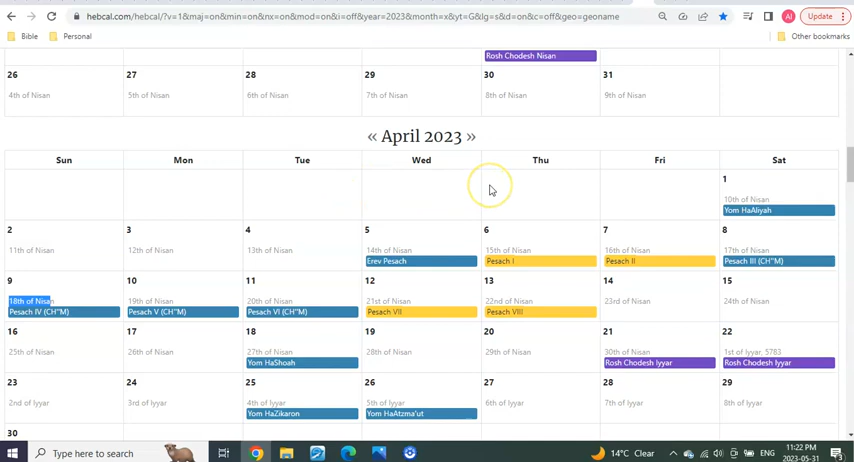 hebcal.com/hebcal/?v=1&maj=on&min=on&nx=on&mod=on&i=off&year=2023&month=x&yt=G&lg=s&d=on&c=off&geo=geoname
AI Update
Bible Personal Other bookmarks
Rosh Chodesh Nisan
26 27 28 29 30 31
4th of Nisan 5th of Nisan 6th of Nisan 7th of Nisan 8th of Nisan 9th of Nisan
« April 2023 »
Sun Mon Tue Wed Thu Fri Sat
1
10th of Nisan
Yom HaAliyah
2 3 4 5 6 7 8
11th of Nisan 12th of Nisan 13th of Nisan 14th of Nisan 15th of Nisan 16th of Nisan 17th of Nisan
Erev Pesach Pesach I Pesach II Pesach III (CH"M)
9 10 11 12 13 14 15
18th of Nisan 19th of Nisan 20th of Nisan 21st of Nisan 22nd of Nisan 23rd of Nisan 24th of Nisan
Pesach IV (CH"M) Pesach V (CH"M) Pesach VI (CH"M) Pesach VII Pesach VIII
16 17 18 19 20 21 22
25th of Nisan 26th of Nisan 27th of Nisan 28th of Nisan 29th of Nisan 30th of Nisan 1st of Iyyar, 5783
Yom HaShoah Rosh Chodesh Iyyar Rosh Chodesh Iyyar
23 24 25 26 27 28 29
2nd of Iyyar 3rd of Iyyar 4th of Iyyar 5th of Iyyar 6th of Iyyar 7th of Iyyar 8th of Iyyar
Yom HaZikaron Yom HaAtzma'ut
30
Type here to search 14°C Clear ENG 11:22 PM
2023-05-31
3